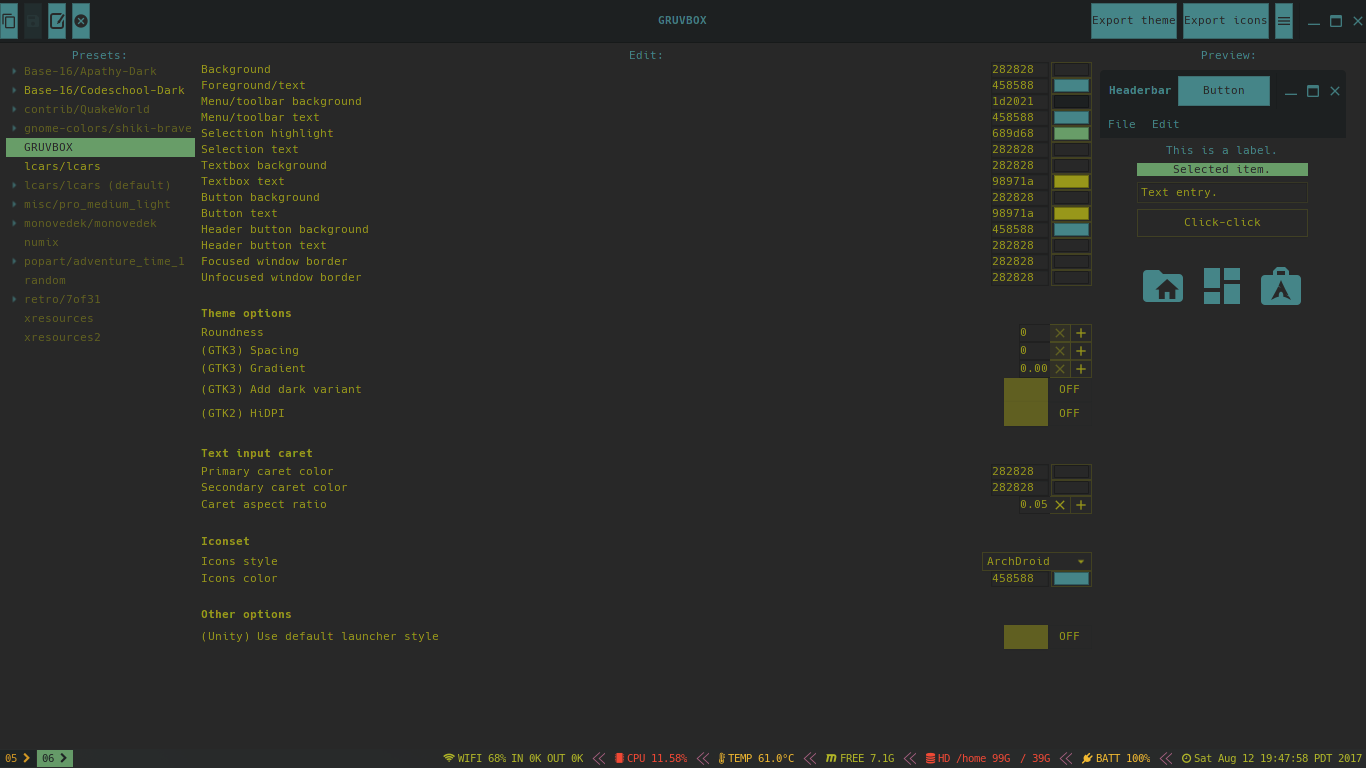 GRUVBOX
Export theme
Export icons
Presets:
Base-16/Apathy-Dark
Base-16/Codeschool-Dark
contrib/QuakeWorld
gnome-colors/shiki-brave
GRUVBOX
lcars/lcars
lcars/lcars (default)
misc/pro_medium_light
monovedek/monovedek
numix
popart/adventure_time_1
random
retro/7of31
xresources
xresources2
Edit:
Background 282828
Foreground/text 458588
Menu/toolbar background 1d2021
Menu/toolbar text 458588
Selection highlight 689d68
Selection text 282828
Textbox background 282828
Textbox text 98971a
Button background 282828
Button text 98971a
Header button background 458588
Header button text 282828
Focused window border 282828
Unfocused window border 282828
Theme options
Roundness 0
(GTK3) Spacing 0
(GTK3) Gradient 0.00
(GTK3) Add dark variant OFF
(GTK2) HiDPI OFF
Text input caret
Primary caret color 282828
Secondary caret color 282828
Caret aspect ratio 0.05
Iconset
Icons style ArchDroid
Icons color 458588
Other options
(Unity) Use default launcher style OFF
Preview:
Headerbar Button
File Edit
This is a label.
Selected item.
Text entry.
Click-click
05 06 WIFI 68% IN 0K OUT 0K CPU 11.58% TEMP 61.0°C FREE 7.1G HD /home 99G / 39G BATT 100% Sat Aug 12 19:47:58 PDT 2017